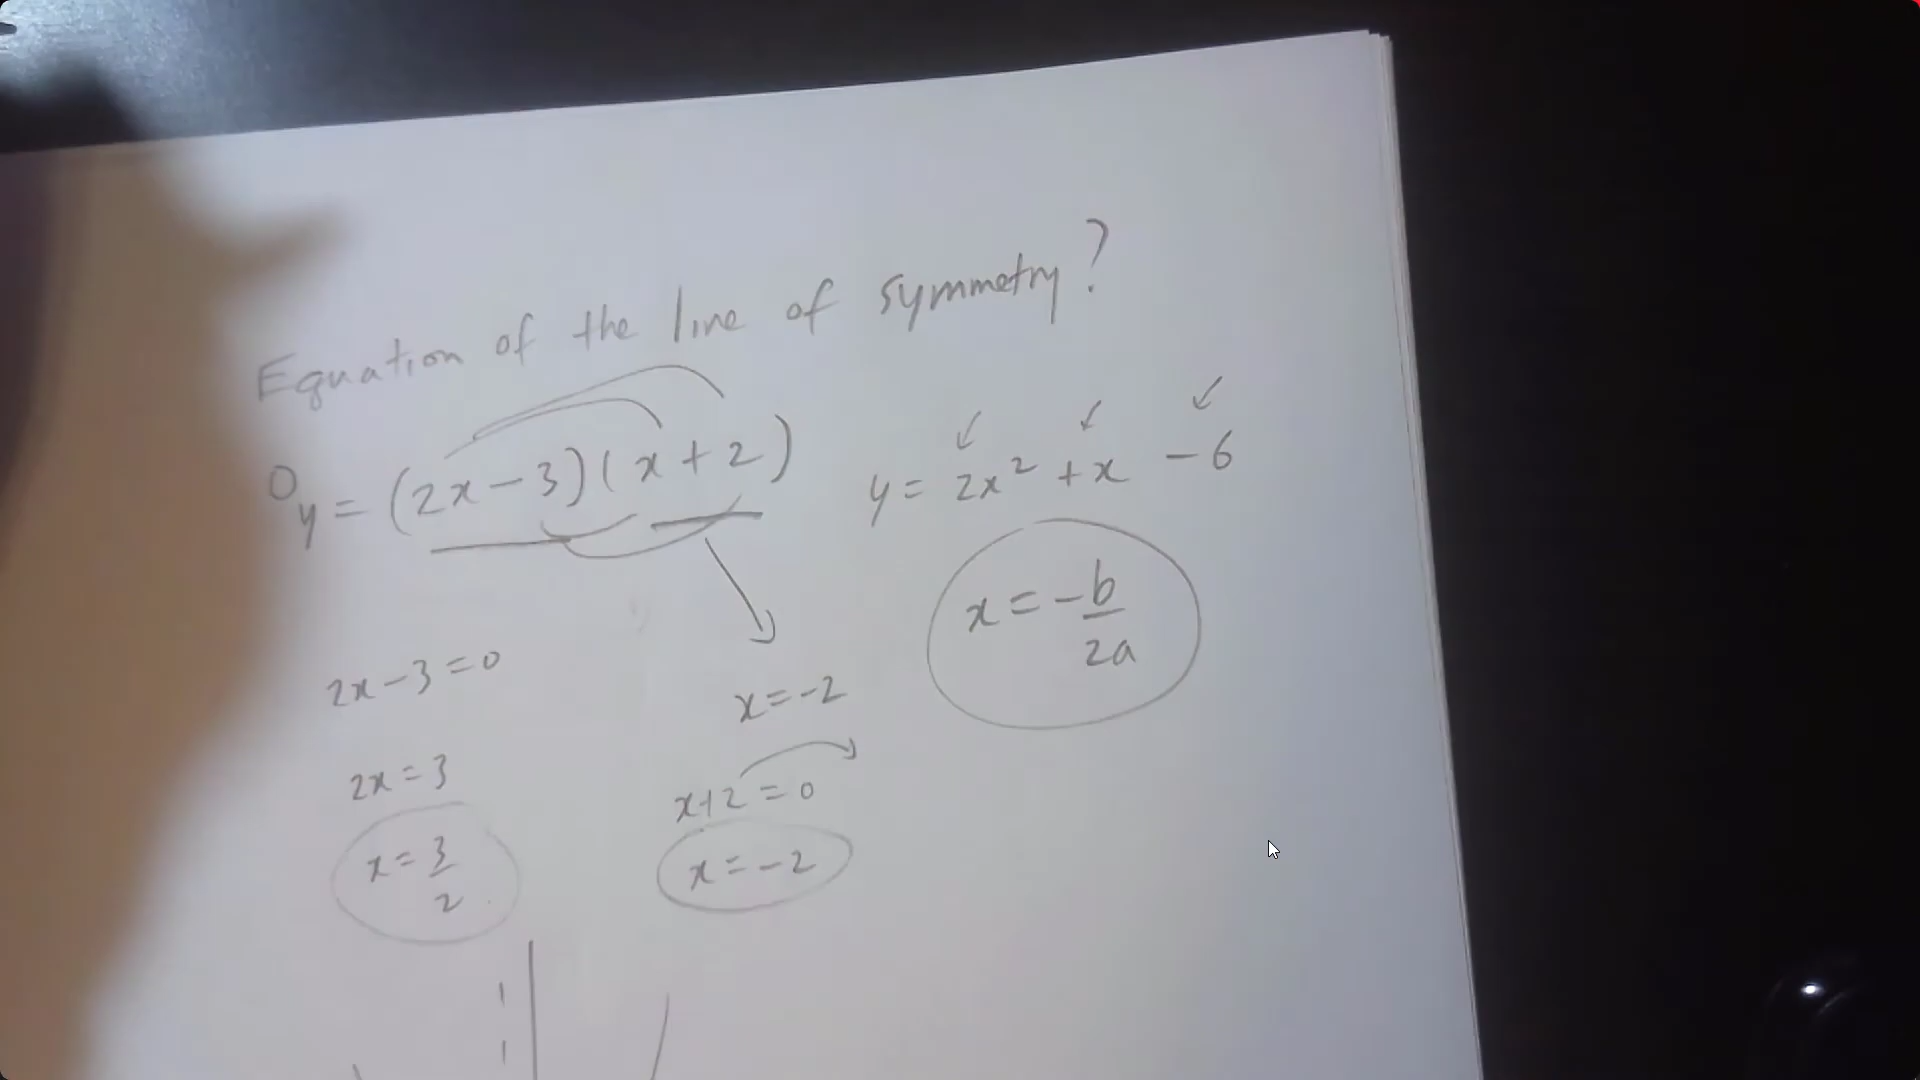 Equation of the line of symmetry?
0
y = (2x - 3)(x + 2)
y = 2x² + x - 6
x = -b/2a
2x - 3 = 0
x = -2
2x = 3
x + 2 = 0
x = 3/2
x = -2